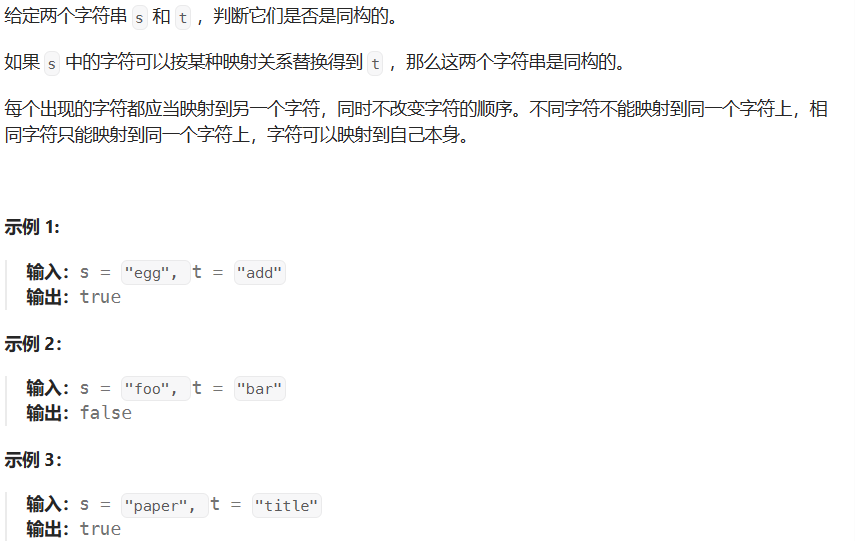 给定两个字符串 s 和 t ，判断它们是否是同构的。
如果 s 中的字符可以按某种映射关系替换得到 t ，那么这两个字符串是同构的。
每个出现的字符都应当映射到另一个字符，同时不改变字符的顺序。不同字符不能映射到同一个字符上，相
同字符只能映射到同一个字符上，字符可以映射到自己本身。
示例 1:
输入：s = "egg", t = "add"
输出：true
示例 2：
输入：s = "foo", t = "bar"
输出：false
示例 3：
输入：s = "paper", t = "title"
输出：true